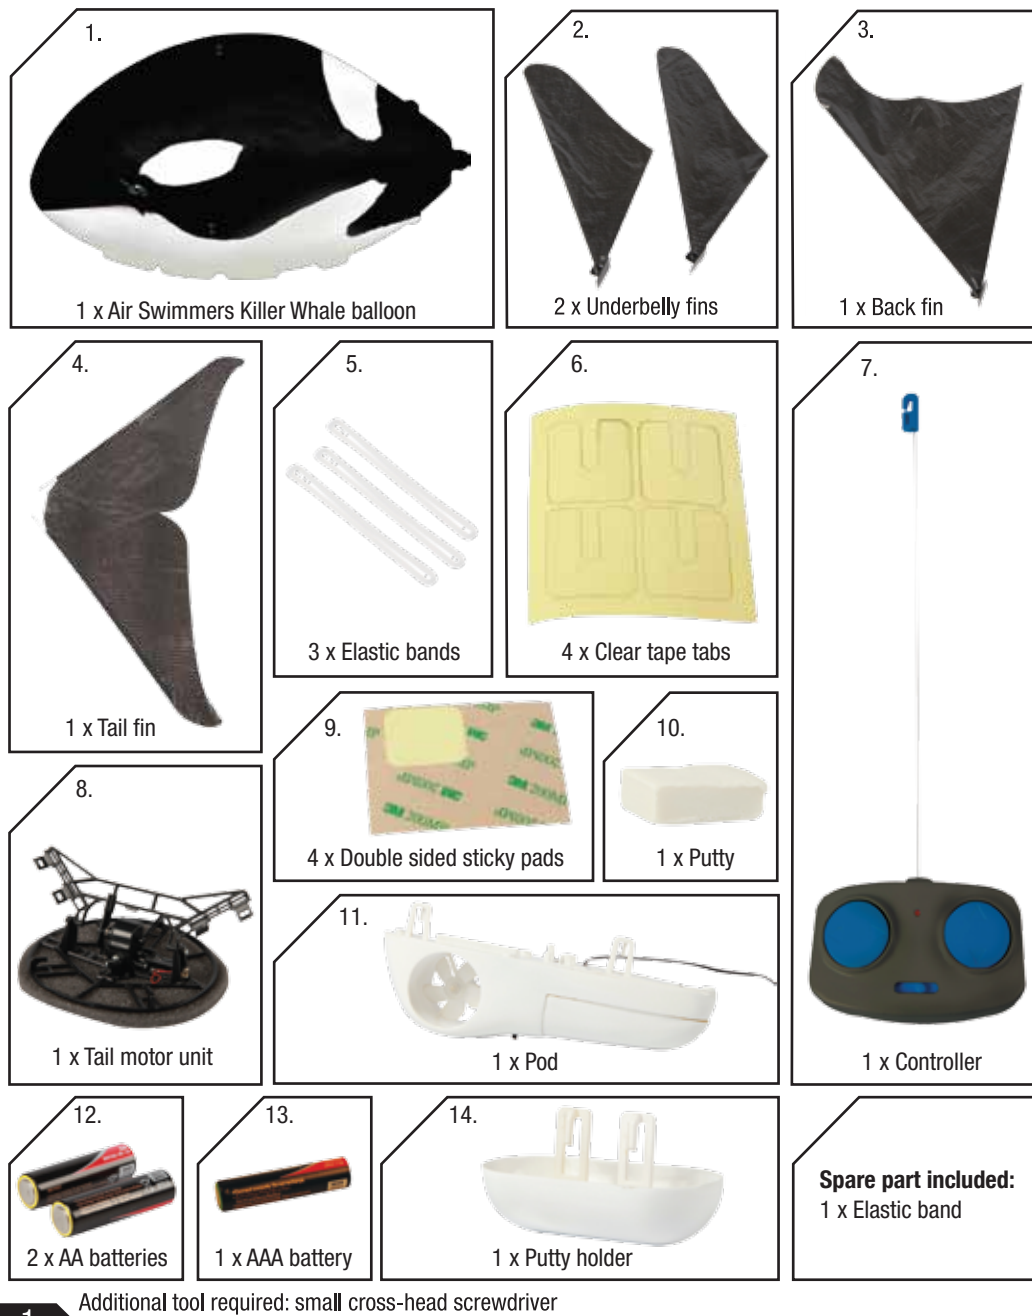 1.
1 x Air Swimmers Killer Whale balloon
2.
2 x Underbelly fins
3.
1 x Back fin
4.
1 x Tail fin
5.
3 x Elastic bands
6.
4 x Clear tape tabs
7.
1 x Controller
8.
1 x Tail motor unit
9.
4 x Double sided sticky pads
10.
1 x Putty
11.
1 x Pod
12.
2 x AA batteries
13.
1 x AAA battery
14.
1 x Putty holder
Spare part included:
1 x Elastic band
1
Additional tool required: small cross-head screwdriver